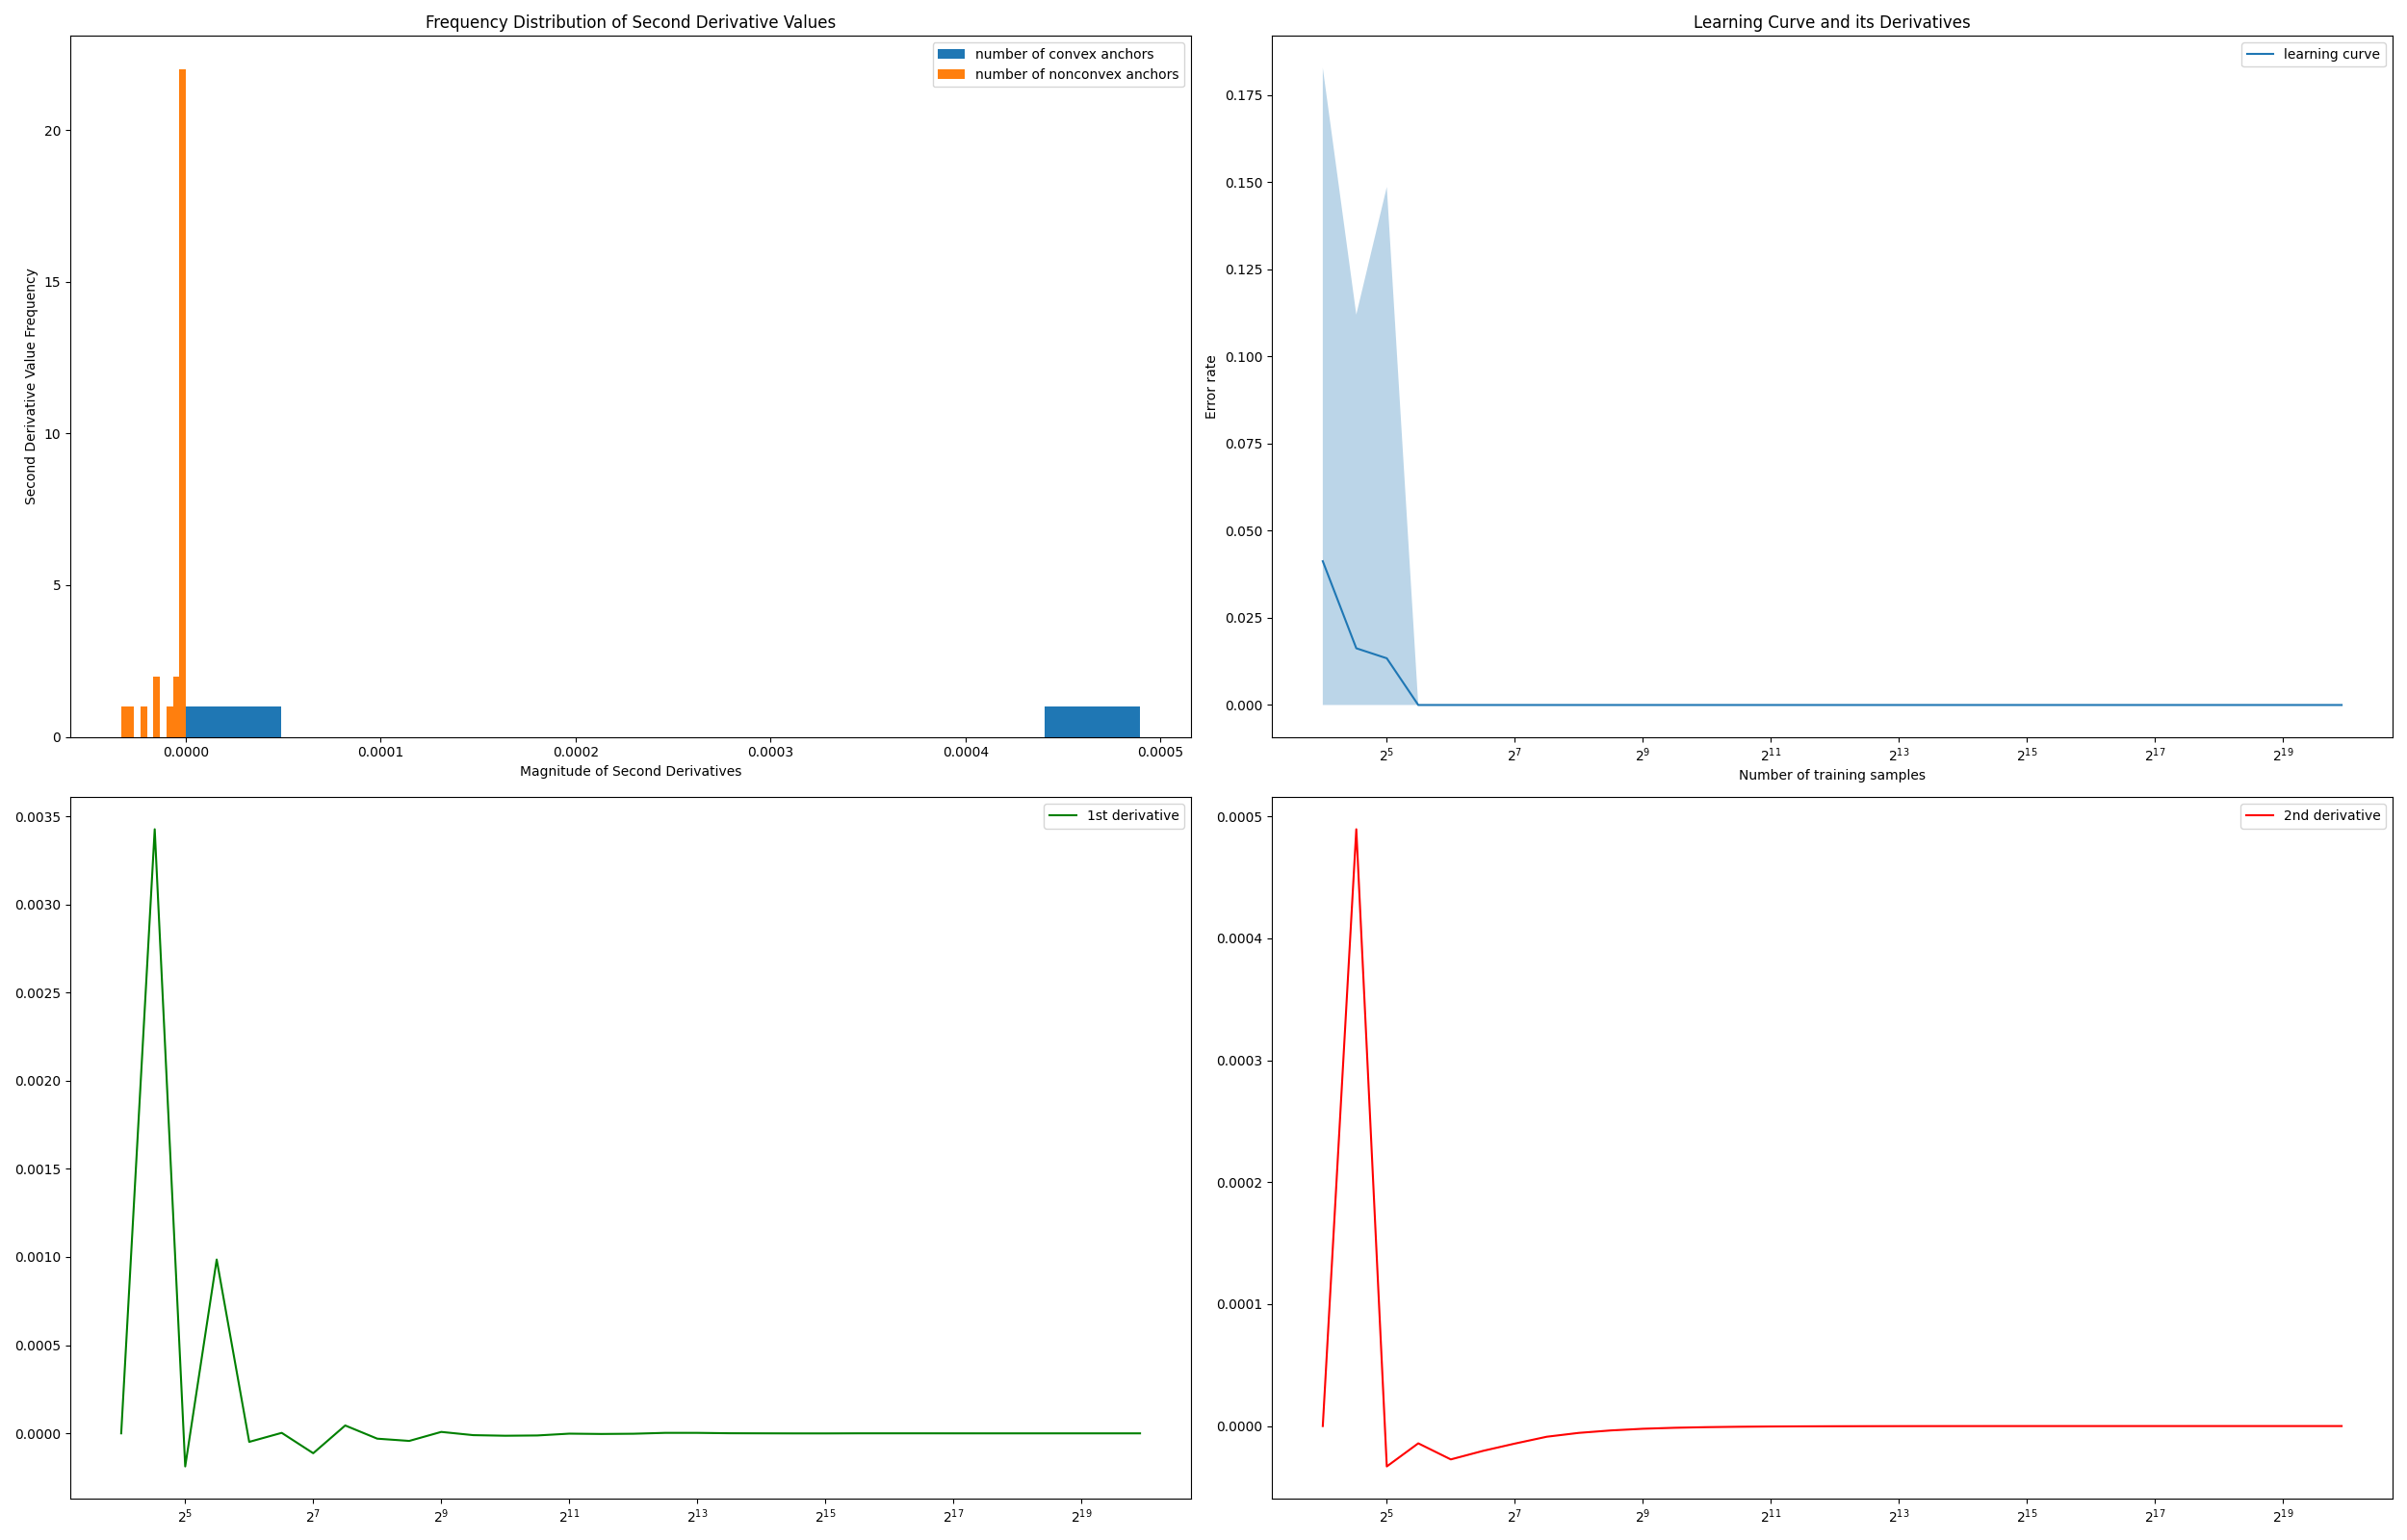 Frequency Distribution of Second Derivative Values
number of convex anchors
number of nonconvex anchors
Second Derivative Value Frequency
20
15
10
5
0
0.0000 0.0001 0.0002 0.0003 0.0004 0.0005
Magnitude of Second Derivatives
Learning Curve and its Derivatives
learning curve
Error rate
0.175
0.150
0.125
0.100
0.075
0.050
0.025
0.000
2^5 2^7 2^9 2^11 2^13 2^15 2^17 2^19
Number of training samples
1st derivative
0.0035
0.0030
0.0025
0.0020
0.0015
0.0010
0.0005
0.0000
2^5 2^7 2^9 2^11 2^13 2^15 2^17 2^19
2nd derivative
0.0005
0.0004
0.0003
0.0002
0.0001
0.0000
2^5 2^7 2^9 2^11 2^13 2^15 2^17 2^19